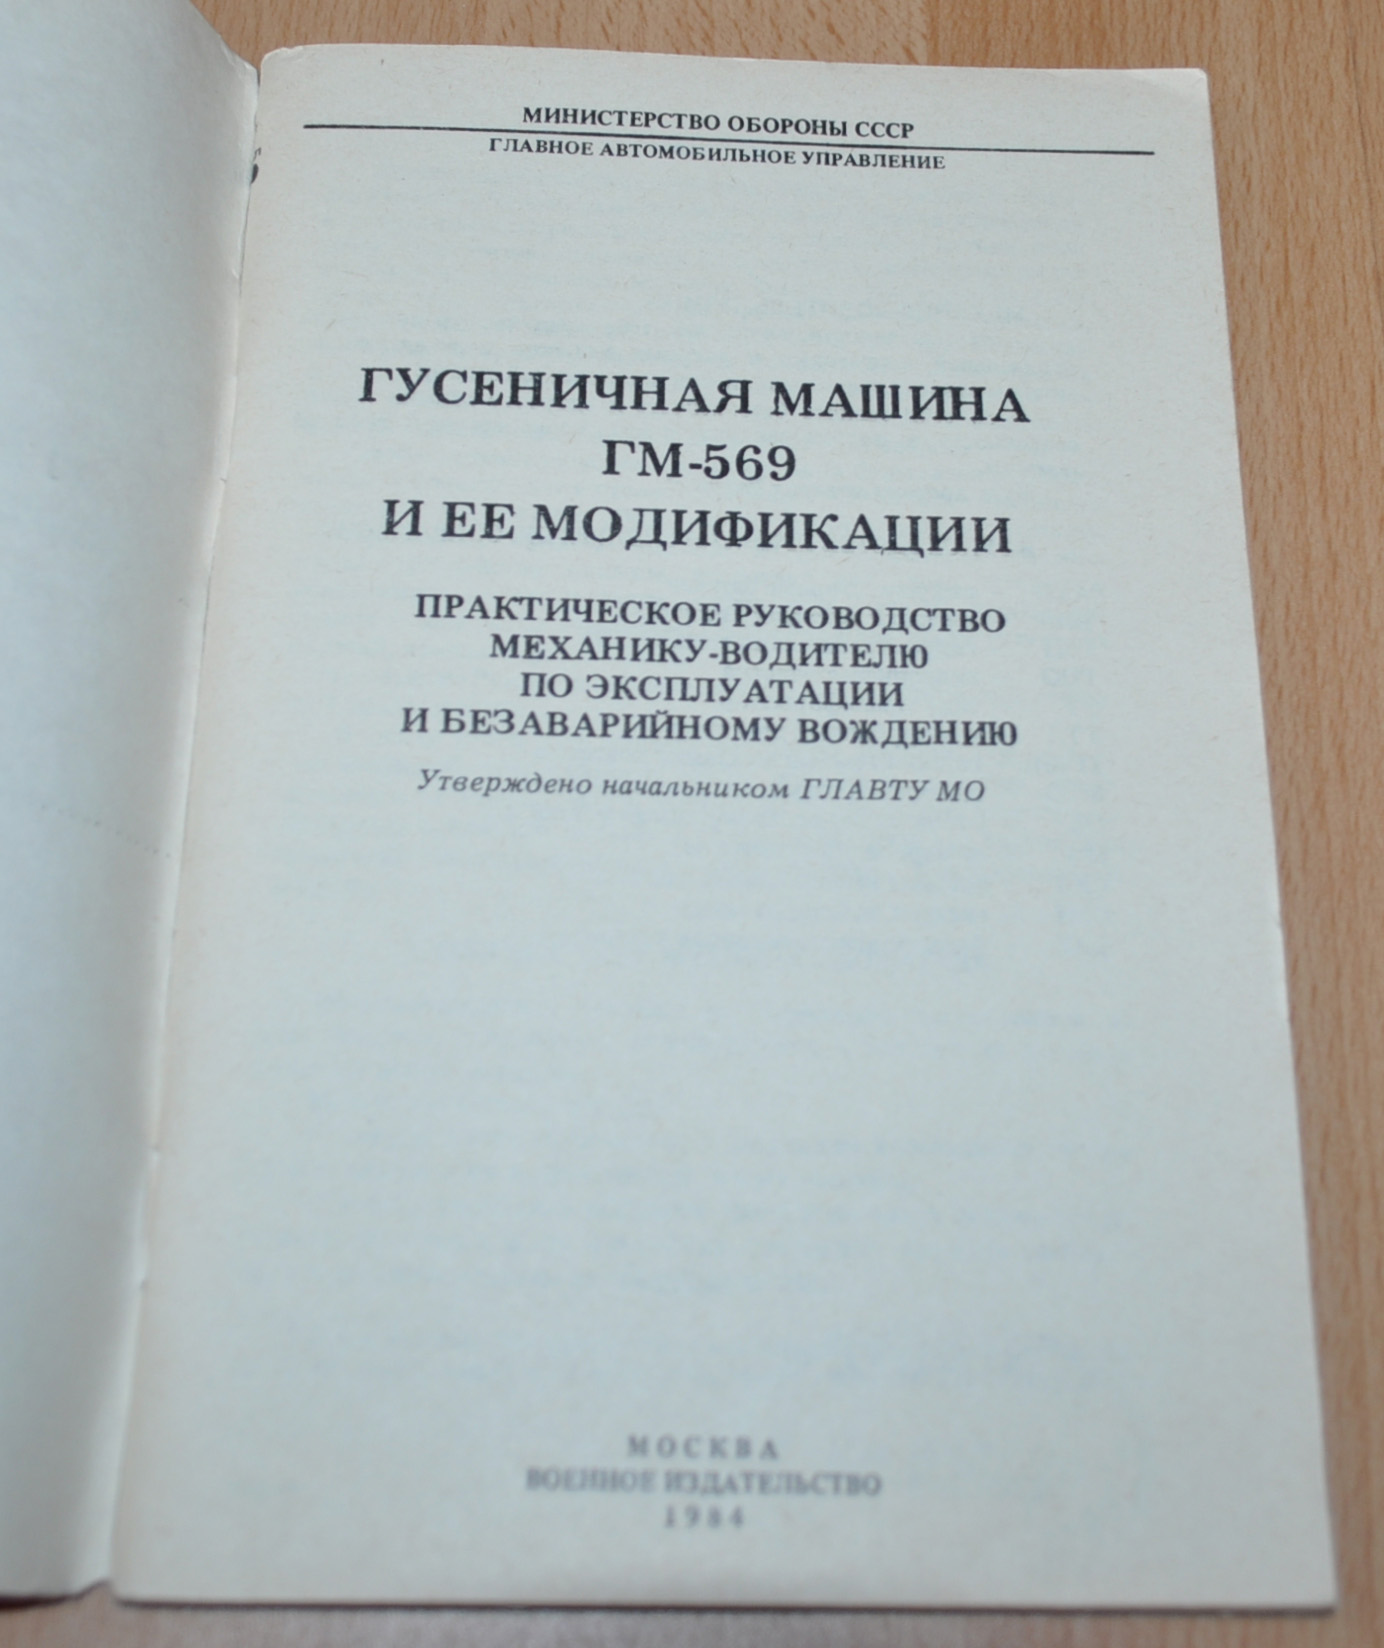 МИНИСТЕРСТВО ОБОРОНЫ СССР
ГЛАВНОЕ АВТОМОБИЛЬНОЕ УПРАВЛЕНИЕ
ГУСЕНИЧНАЯ МАШИНА
ГМ-569
И ЕЕ МОДИФИКАЦИИ
ПРАКТИЧЕСКОЕ РУКОВОДСТВО
МЕХАНИКУ-ВОДИТЕЛЮ
ПО ЭКСПЛУАТАЦИИ
И БЕЗАВАРИЙНОМУ ВОЖДЕНИЮ
Утверждено начальником ГЛАВТУ МО
МОСКВА
ВОЕННОЕ ИЗДАТЕЛЬСТВО
1984